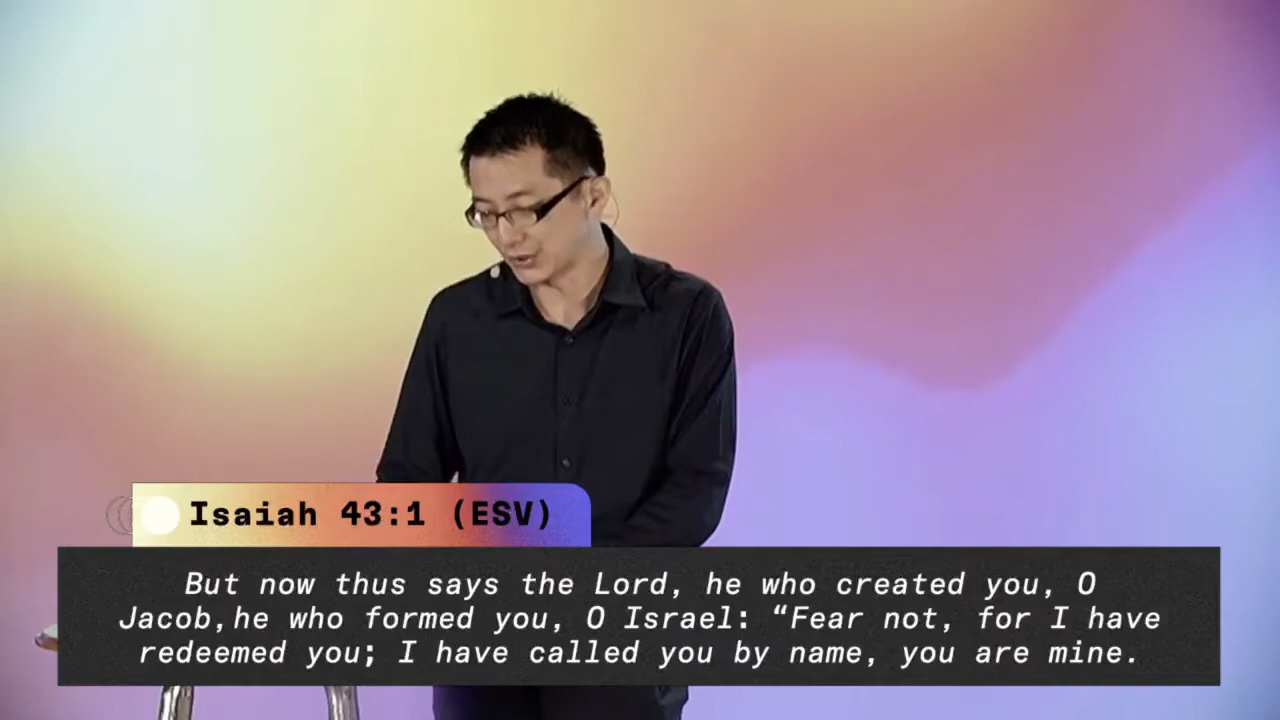 Isaiah 43:1 (ESV)
But now thus says the Lord, he who created you, O
Jacob,he who formed you, O Israel: “Fear not, for I have
redeemed you; I have called you by name, you are mine.